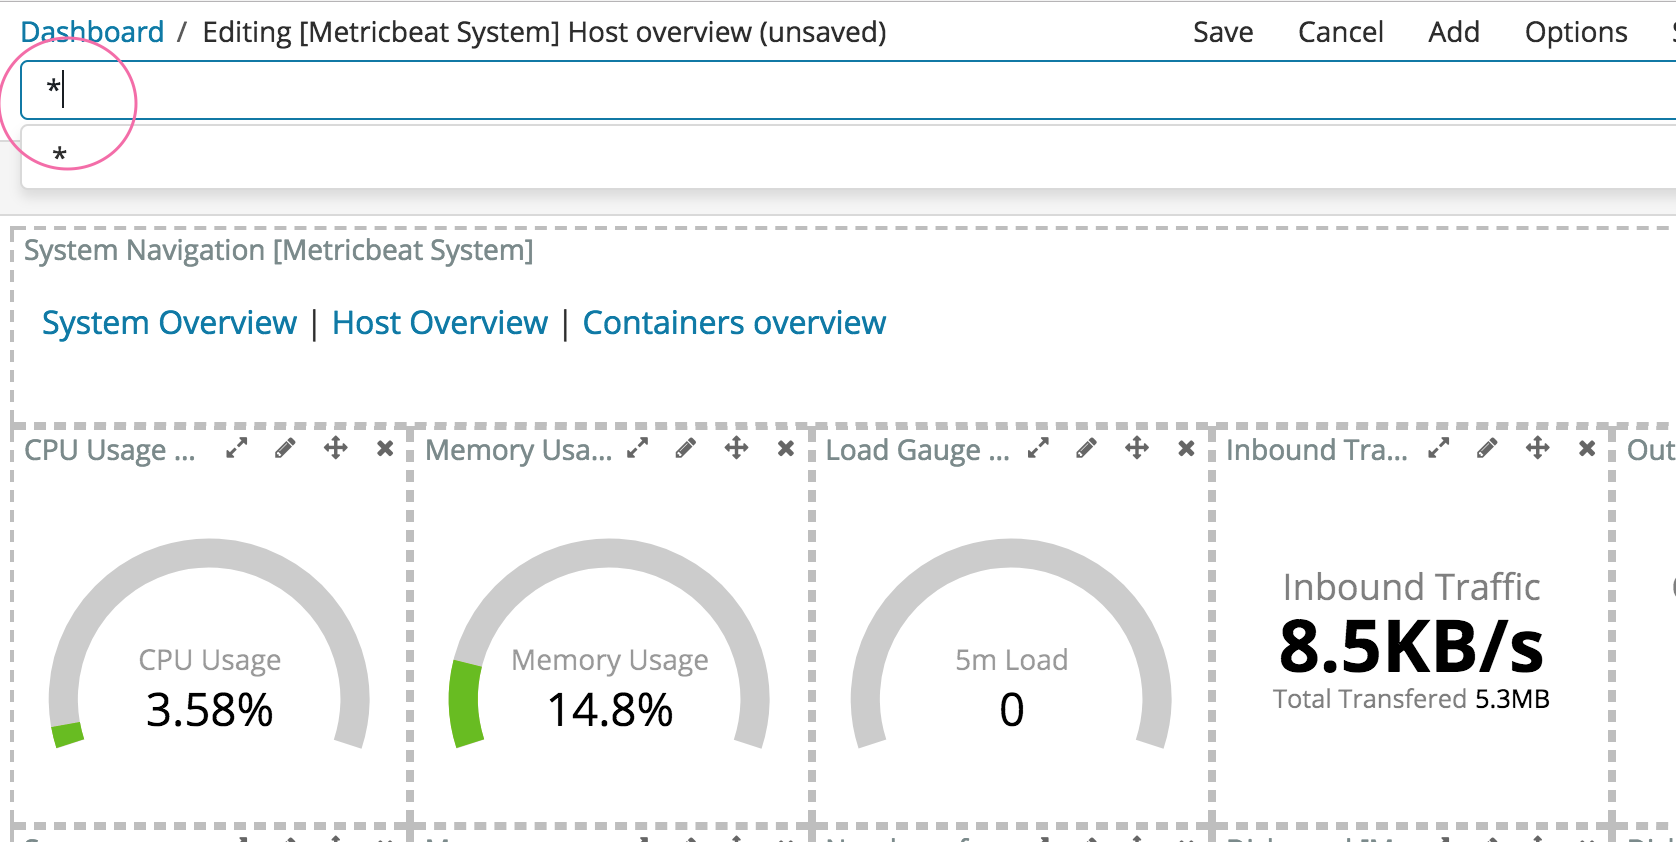 Dashboard / Editing [Metricbeat System] Host overview (unsaved) Save Cancel Add Options
*
*
System Navigation [Metricbeat System]
System Overview | Host Overview | Containers overview
CPU Usage ... Memory Usa... Load Gauge ... Inbound Tra... Out
CPU Usage
3.58%
Memory Usage
14.8%
5m Load
0
Inbound Traffic
8.5KB/s
Total Transfered 5.3MB